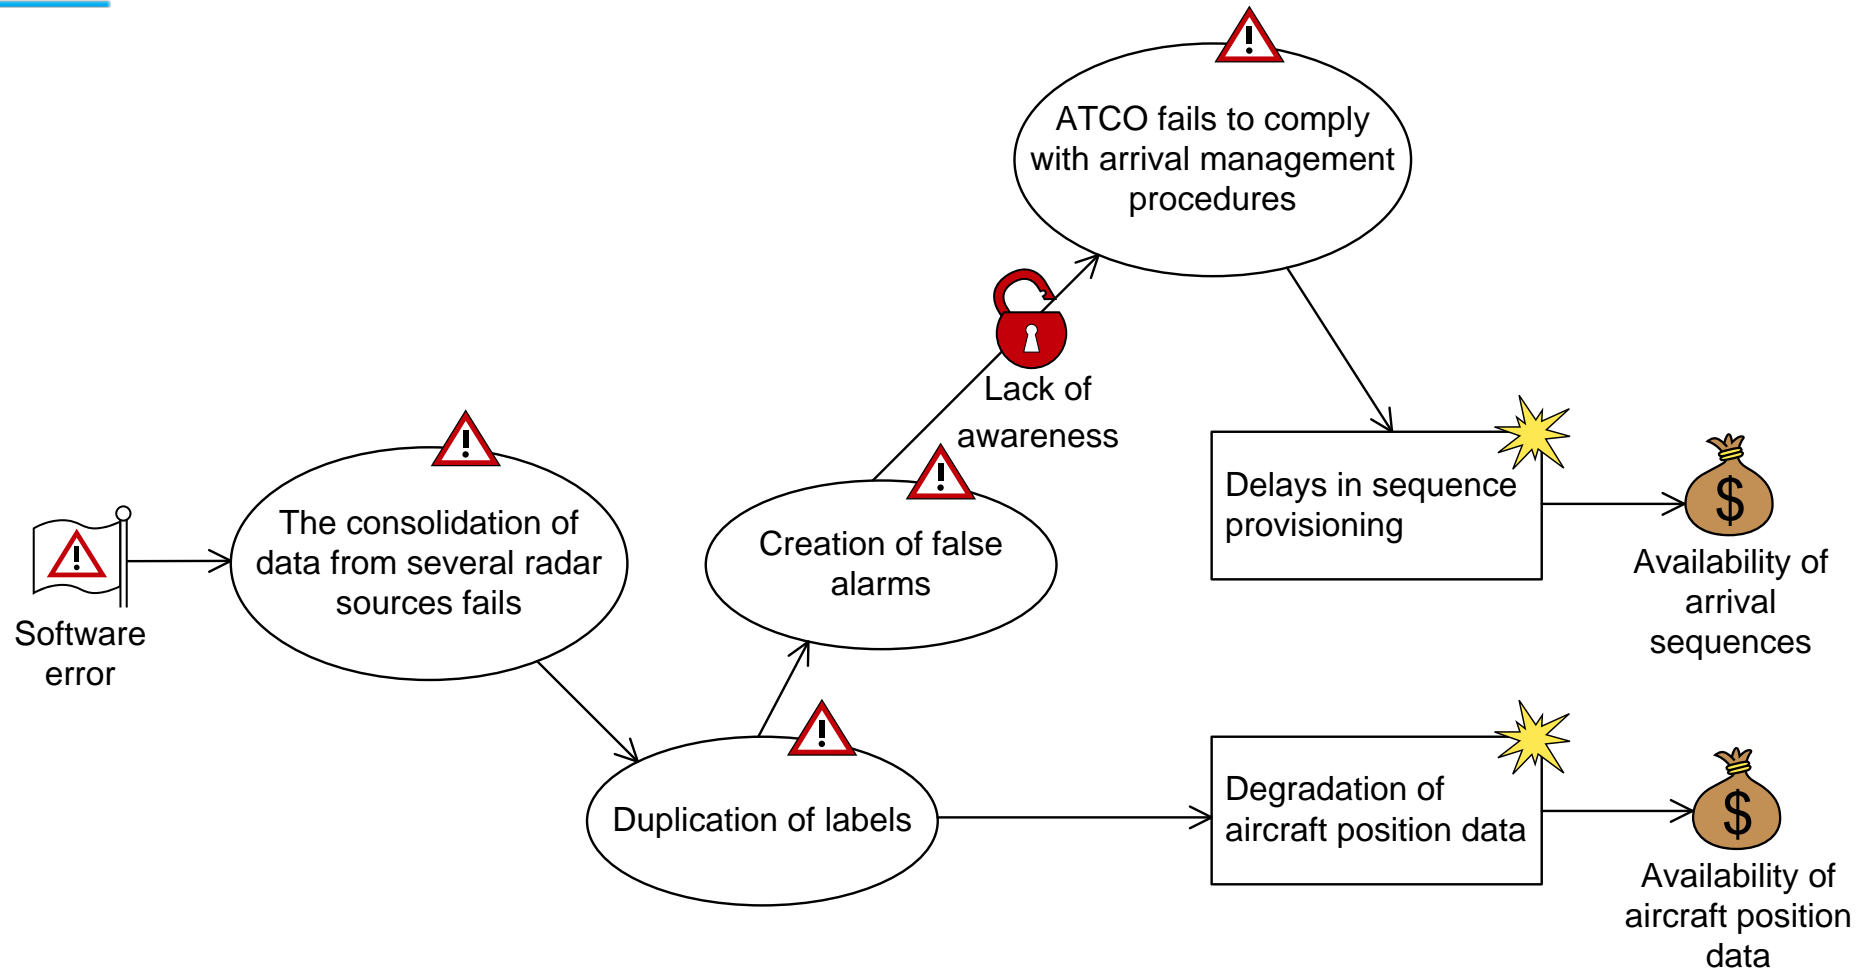 ATCO fails to comply
with arrival management
procedures
Lack of
awareness
The consolidation of
data from several radar
sources fails
Software
error
Creation of false
alarms
Delays in sequence
provisioning
$
Availability of
arrival
sequences
Duplication of labels
Degradation of
aircraft position data
$
Availability of
aircraft position
data